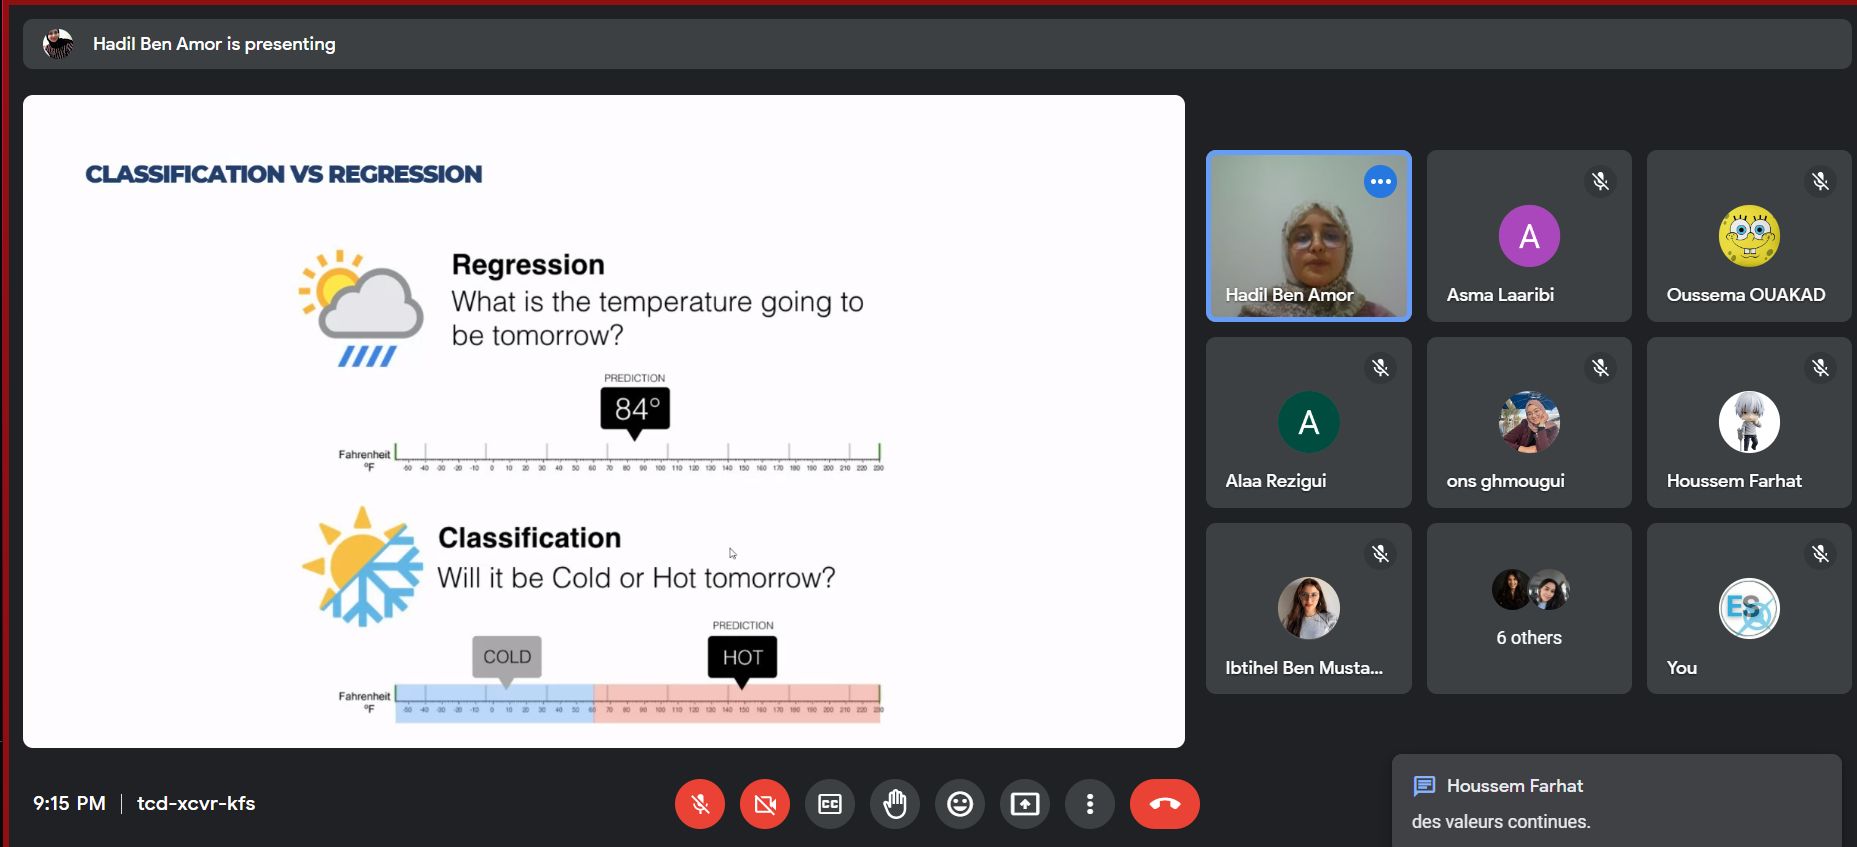 Hadil Ben Amor is presenting
CLASSIFICATION VS REGRESSION
Regression
What is the temperature going to
be tomorrow?
PREDICTION
84°
Fahrenheit
°F
-50 -40 -30 -20 -10 0 10 20 30 40 50 60 70 80 90 100 110 120 130 140 150 160 170 180 190 200 210 220 230
Classification
Will it be Cold or Hot tomorrow?
PREDICTION
COLD
HOT
Fahrenheit
°F
-50 -40 -30 -20 -10 0 10 20 30 40 50 60 70 80 90 100 110 120 130 140 150 160 170 180 190 200 210 220 230
Hadil Ben Amor
A
Asma Laaribi
Oussema OUAKAD
A
Alaa Rezigui
ons ghmougui
Houssem Farhat
Ibtihel Ben Musta...
6 others
ES
You
9:15 PM | tcd-xcvr-kfs
CC
Houssem Farhat
des valeurs continues.